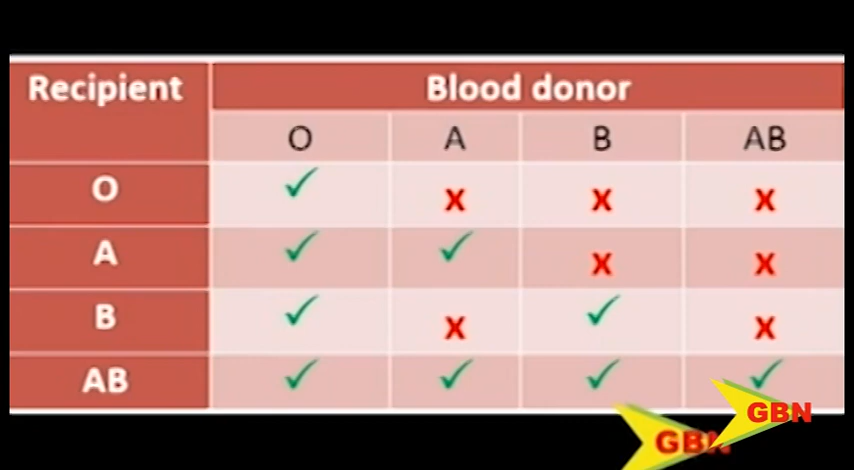 Recipient Blood donor
O A B AB
O ✓ x x x
A ✓ ✓ x x
B ✓ x ✓ x
AB ✓ ✓ ✓ ✓
GBN
GBN